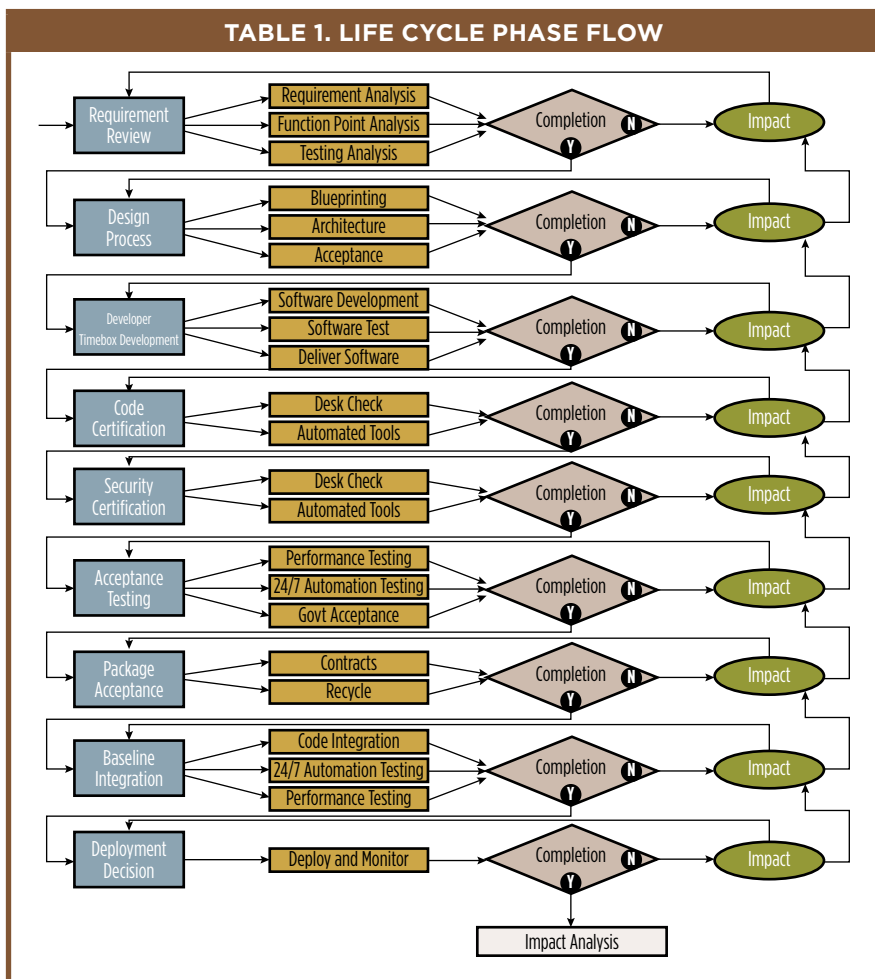 TABLE 1. LIFE CYCLE PHASE FLOW
Requirement
Review
Requirement Analysis
Function Point Analysis
Testing Analysis
Completion
N
Y
Impact
Design
Process
Blueprinting
Architecture
Acceptance
Completion
N
Y
Impact
Developer
Timebox Development
Software Development
Software Test
Deliver Software
Completion
N
Y
Impact
Code
Certification
Desk Check
Automated Tools
Completion
N
Y
Impact
Security
Certification
Desk Check
Automated Tools
Completion
N
Y
Impact
Acceptance
Testing
Performance Testing
24/7 Automation Testing
Govt Acceptance
Completion
N
Y
Impact
Package
Acceptance
Contracts
Recycle
Completion
N
Y
Impact
Baseline
Integration
Code Integration
24/7 Automation Testing
Performance Testing
Completion
N
Y
Impact
Deployment
Decision
Deploy and Monitor
Completion
N
Y
Impact
Impact Analysis